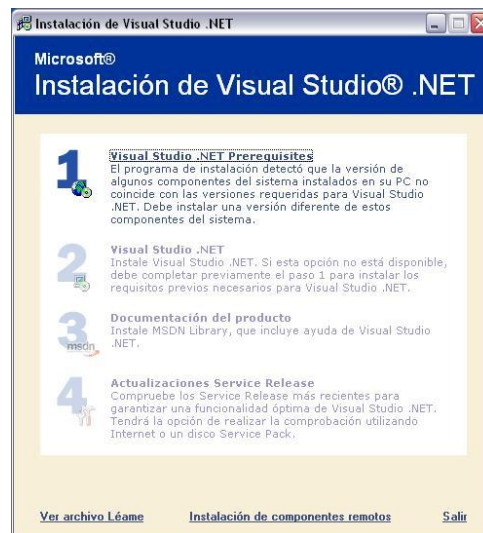 Instalación de Visual Studio .NET
Microsoft®
Instalación de Visual Studio® .NET
1
Visual Studio .NET Prerequisites
El programa de instalación detectó que la versión de
algunos componentes del sistema instalados en su PC no
coincide con las versiones requeridas para Visual Studio
.NET. Debe instalar una versión diferente de estos
componentes del sistema.
2
Visual Studio .NET
Instale Visual Studio .NET. Si esta opción no está disponible,
debe completar previamente el paso 1 para instalar los
requisitos previos necesarios para Visual Studio .NET.
3
msdn
Documentación del producto
Instale MSDN Library, que incluye ayuda de Visual Studio
.NET.
4
Actualizaciones Service Release
Compruebe los Service Release más recientes para
garantizar una funcionalidad óptima de Visual Studio .NET.
Tendrá la opción de realizar la comprobación utilizando
Internet o un disco Service Pack.
Ver archivo Léame Instalación de componentes remotos Salir